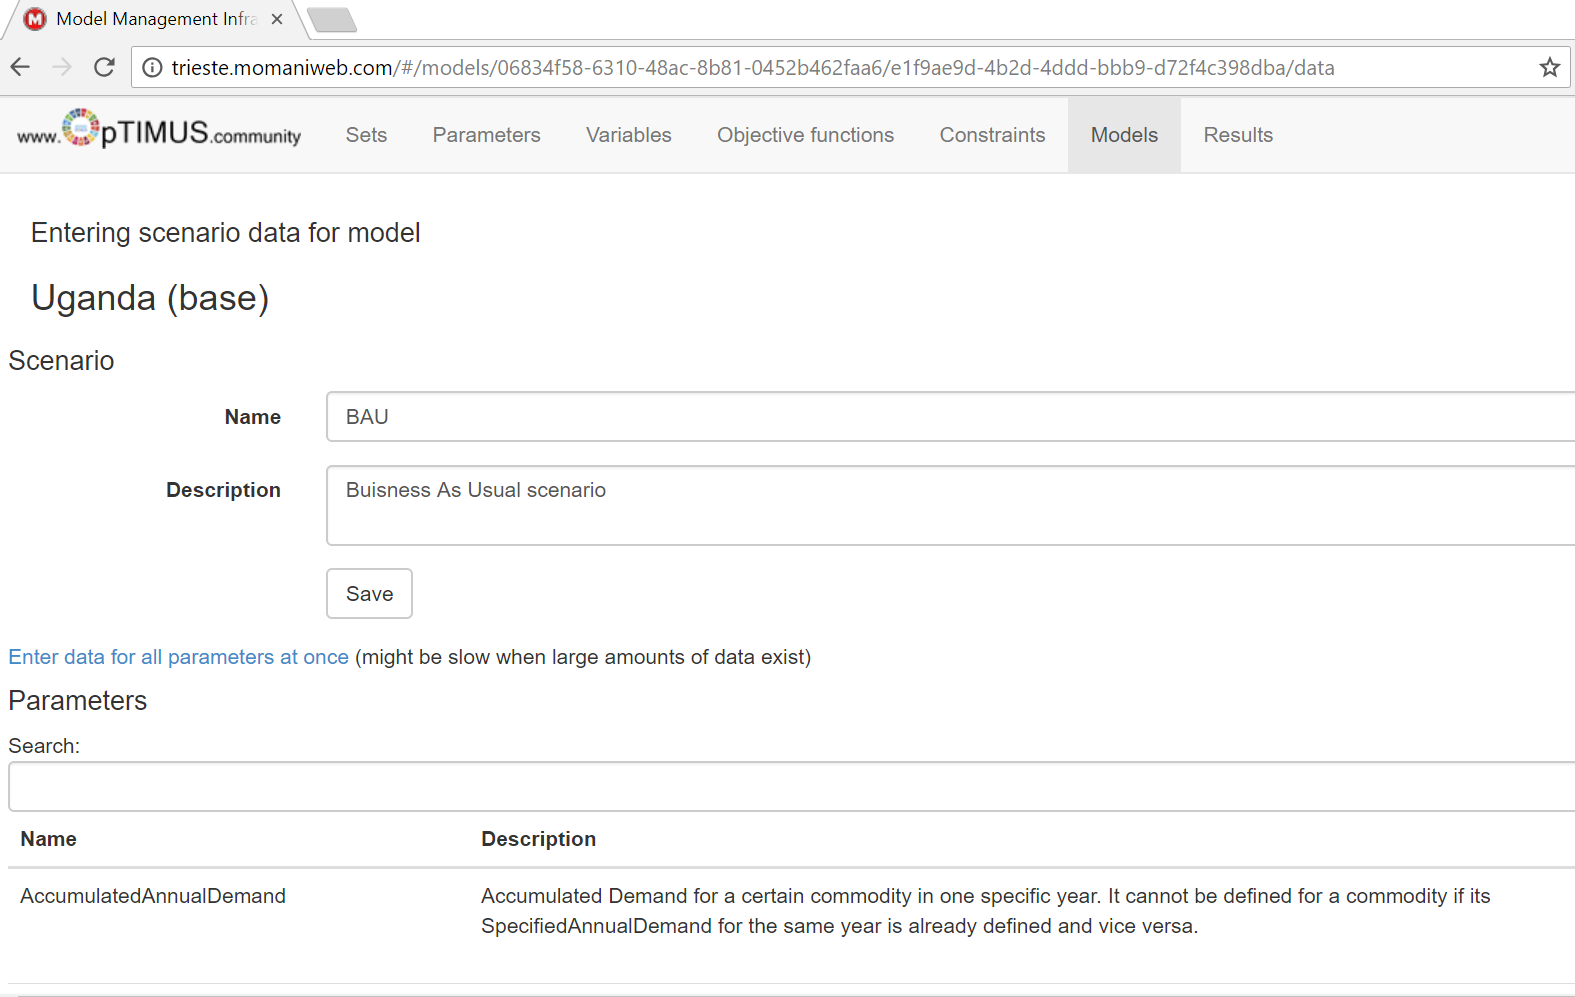 Model Management Infra
trieste.momaniweb.com/#/models/06834f58-6310-48ac-8b81-0452b462faa6/e1f9ae9d-4b2d-4ddd-bbb9-d72f4c398dba/data
www.OpTIMUS.community Sets Parameters Variables Objective functions Constraints Models Results
Entering scenario data for model
Uganda (base)
Scenario
Name BAU
Description Buisness As Usual scenario
Save
Enter data for all parameters at once (might be slow when large amounts of data exist)
Parameters
Search:
Name Description
AccumulatedAnnualDemand Accumulated Demand for a certain commodity in one specific year. It cannot be defined for a commodity if its
SpecifiedAnnualDemand for the same year is already defined and vice versa.